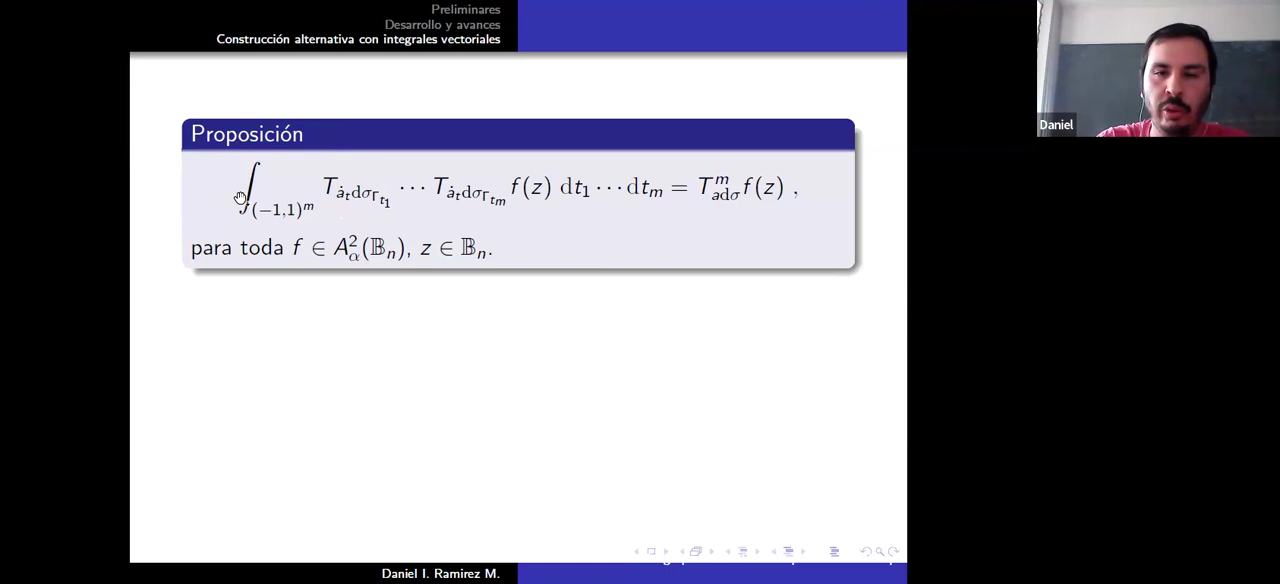 Preliminares
Desarrollo y avances
Construcción alternativa con integrales vectoriales
Daniel
Proposición
∫_{(−1,1)^m} T_{ȧ_t dσ_{Γ_{t_1}}} ⋯ T_{ȧ_t dσ_{Γ_{t_m}}} f(z) dt_1 ⋯ dt_m = T^m_{adσ} f(z) ,
para toda f ∈ A^2_α(𝔹_n), z ∈ 𝔹_n.
Daniel I. Ramirez M.